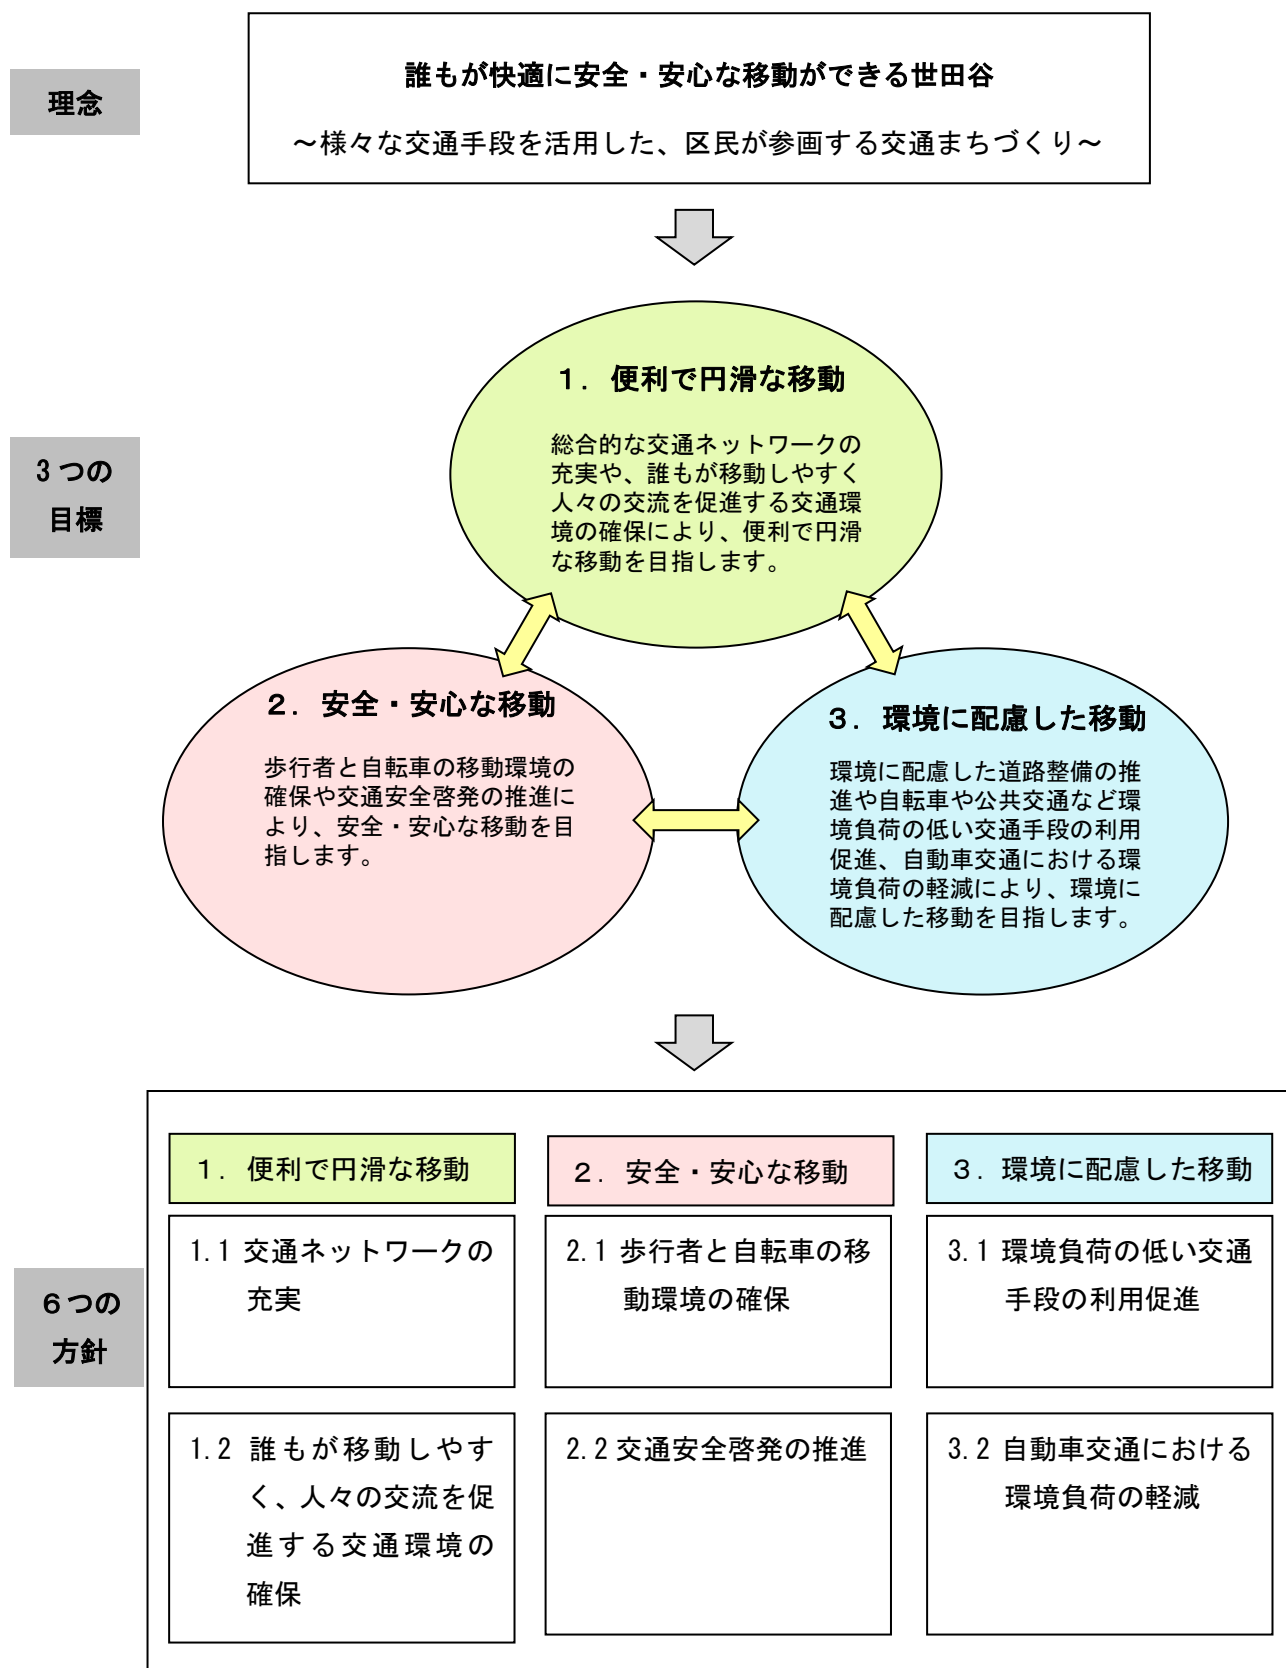 理念
誰もが快適に安全・安心な移動ができる世田谷
～様々な交通手段を活用した、区民が参画する交通まちづくり～
3つの
目標
１．便利で円滑な移動
総合的な交通ネットワークの
充実や、誰もが移動しやすく
人々の交流を促進する交通環
境の確保により、便利で円滑
な移動を目指します。
２．安全・安心な移動
歩行者と自転車の移動環境の
確保や交通安全啓発の推進に
より、安全・安心な移動を目
指します。
３．環境に配慮した移動
環境に配慮した道路整備の推
進や自転車や公共交通など環
境負荷の低い交通手段の利用
促進、自動車交通における環
境負荷の軽減により、環境に
配慮した移動を目指します。
６つの
方針
１．便利で円滑な移動
1.1 交通ネットワークの
充実
1.2 誰もが移動しやす
く、人々の交流を促
進する交通環境の
確保
２．安全・安心な移動
2.1 歩行者と自転車の移
動環境の確保
2.2 交通安全啓発の推進
３．環境に配慮した移動
3.1 環境負荷の低い交通
手段の利用促進
3.2 自動車交通における
環境負荷の軽減